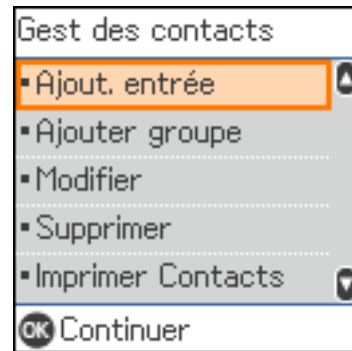 Gest des contacts
Ajout. entrée
Ajouter groupe
Modifier
Supprimer
Imprimer Contacts
OK Continuer